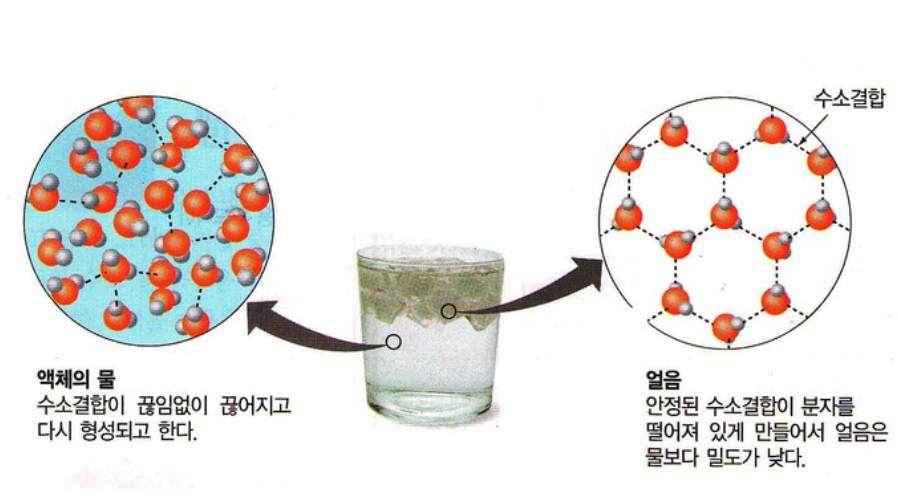 수소결합
액체의 물
수소결합이 끊임없이 끊어지고
다시 형성되고 한다.
얼음
안정된 수소결합이 분자를
떨어져 있게 만들어서 얼음은
물보다 밀도가 낮다.